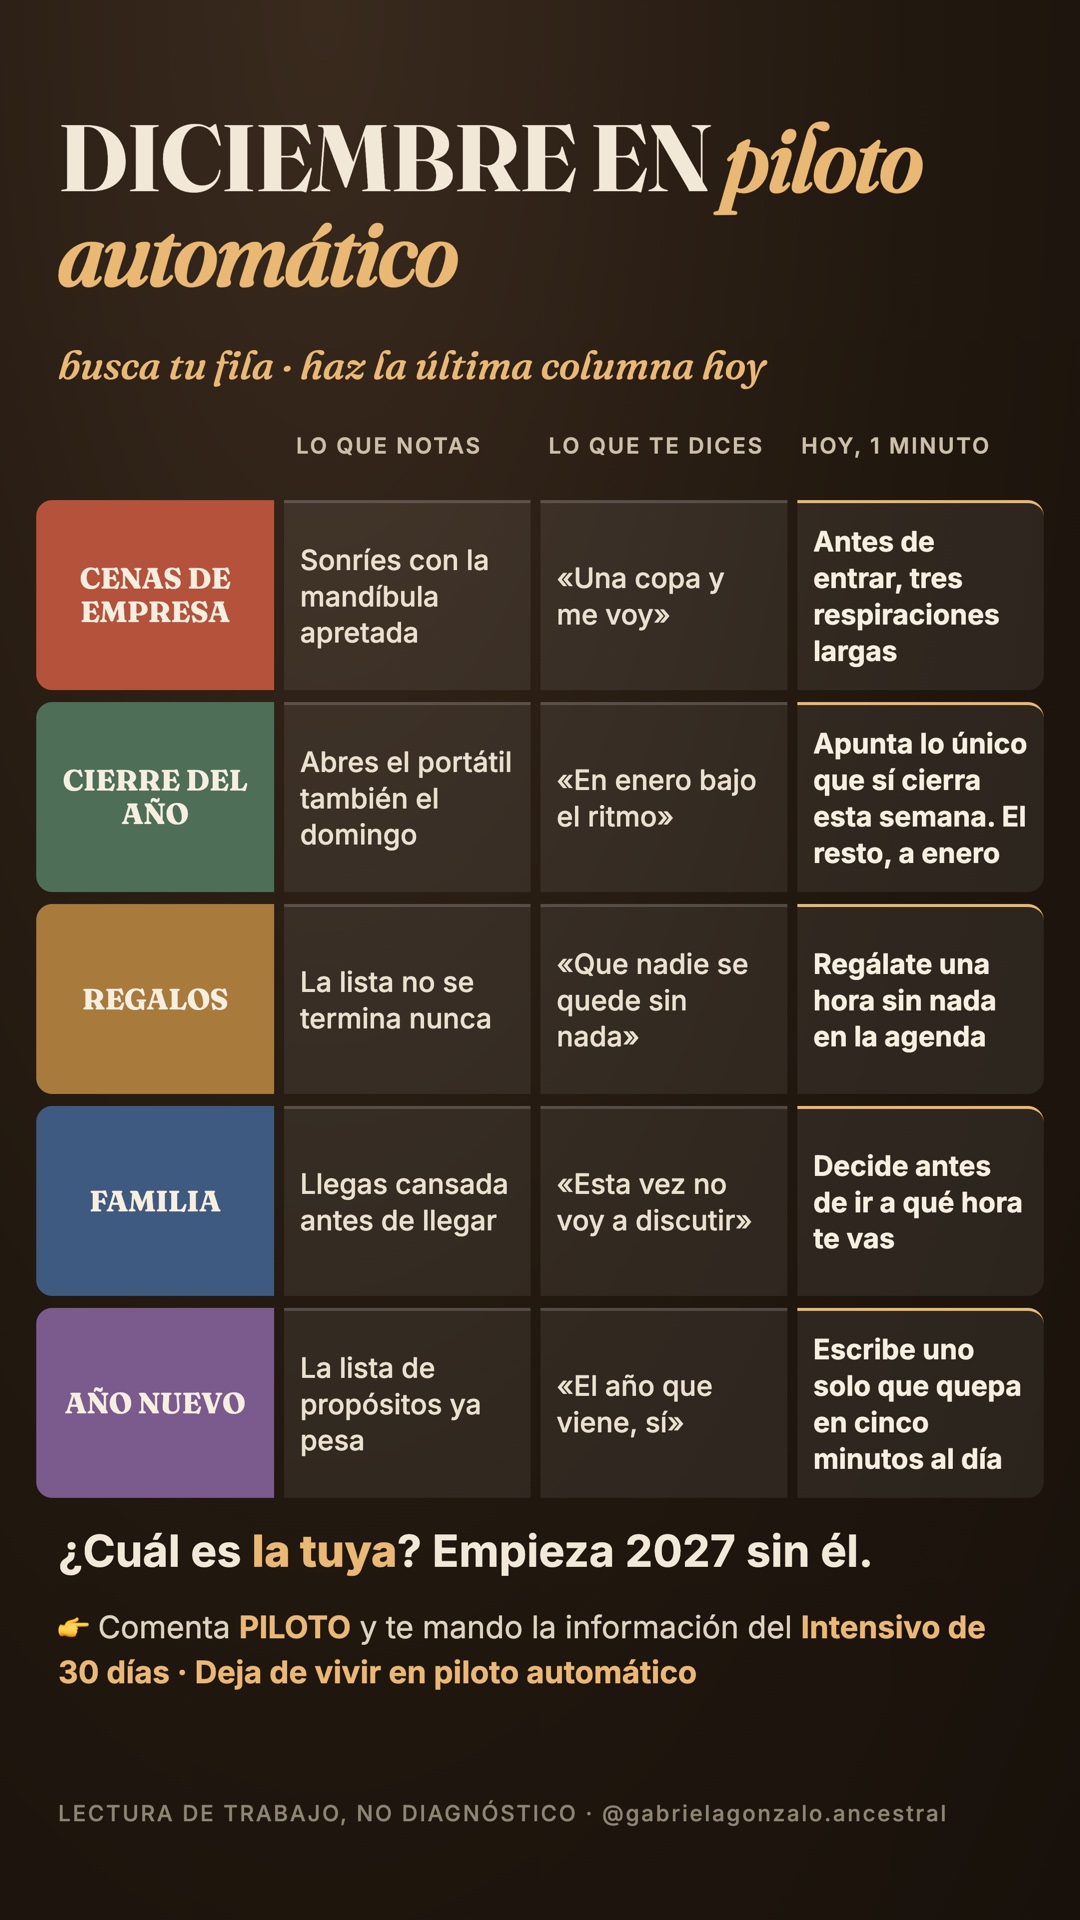 DICIEMBRE EN piloto
automático
busca tu fila · haz la última columna hoy
LO QUE NOTAS LO QUE TE DICES HOY, 1 MINUTO
CENAS DE
EMPRESA
Sonríes con la
mandíbula
apretada
«Una copa y
me voy»
Antes de
entrar, tres
respiraciones
largas
CIERRE DEL
AÑO
Abres el portátil
también el
domingo
«En enero bajo
el ritmo»
Apunta lo único
que sí cierra
esta semana. El
resto, a enero
REGALOS
La lista no se
termina nunca
«Que nadie se
quede sin
nada»
Regálate una
hora sin nada
en la agenda
FAMILIA
Llegas cansada
antes de llegar
«Esta vez no
voy a discutir»
Decide antes
de ir a qué hora
te vas
AÑO NUEVO
La lista de
propósitos ya
pesa
«El año que
viene, sí»
Escribe uno
solo que quepa
en cinco
minutos al día
¿Cuál es la tuya? Empieza 2027 sin él.
👉 Comenta PILOTO y te mando la información del Intensivo de
30 días · Deja de vivir en piloto automático
LECTURA DE TRABAJO, NO DIAGNÓSTICO · @gabrielagonzalo.ancestral